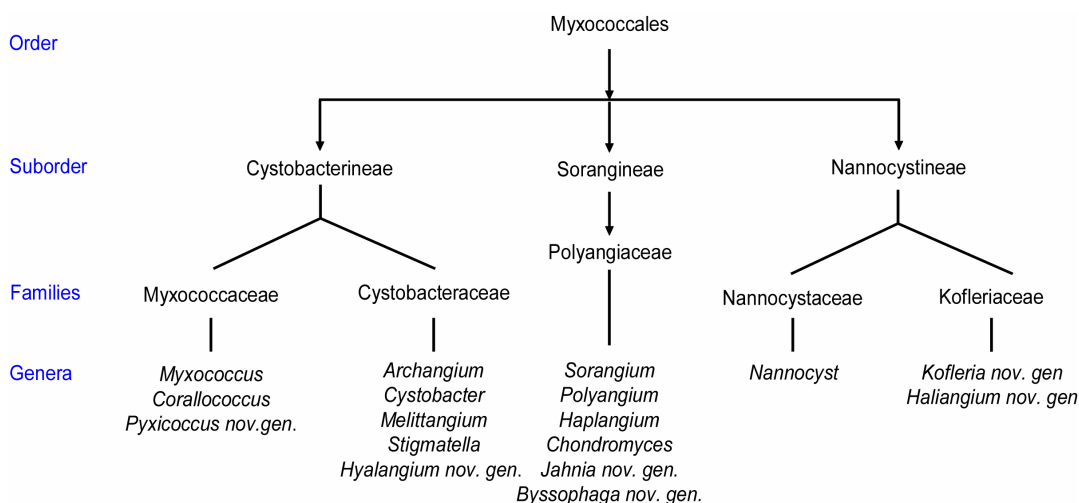 Order
Myxococcales
Suborder
Cystobacterineae
Sorangineae
Nannocystineae
Polyangiaceae
Families
Myxococcaceae
Cystobacteraceae
Nannocystaceae
Kofleriaceae
Genera
Myxococcus
Corallococcus
Pyxicoccus nov.gen.
Archangium
Cystobacter
Melittangium
Stigmatella
Hyalangium nov. gen.
Sorangium
Polyangium
Haplangium
Chondromyces
Jahnia nov. gen.
Byssophaga nov. gen.
Nannocyst
Kofleria nov. gen
Haliangium nov. gen